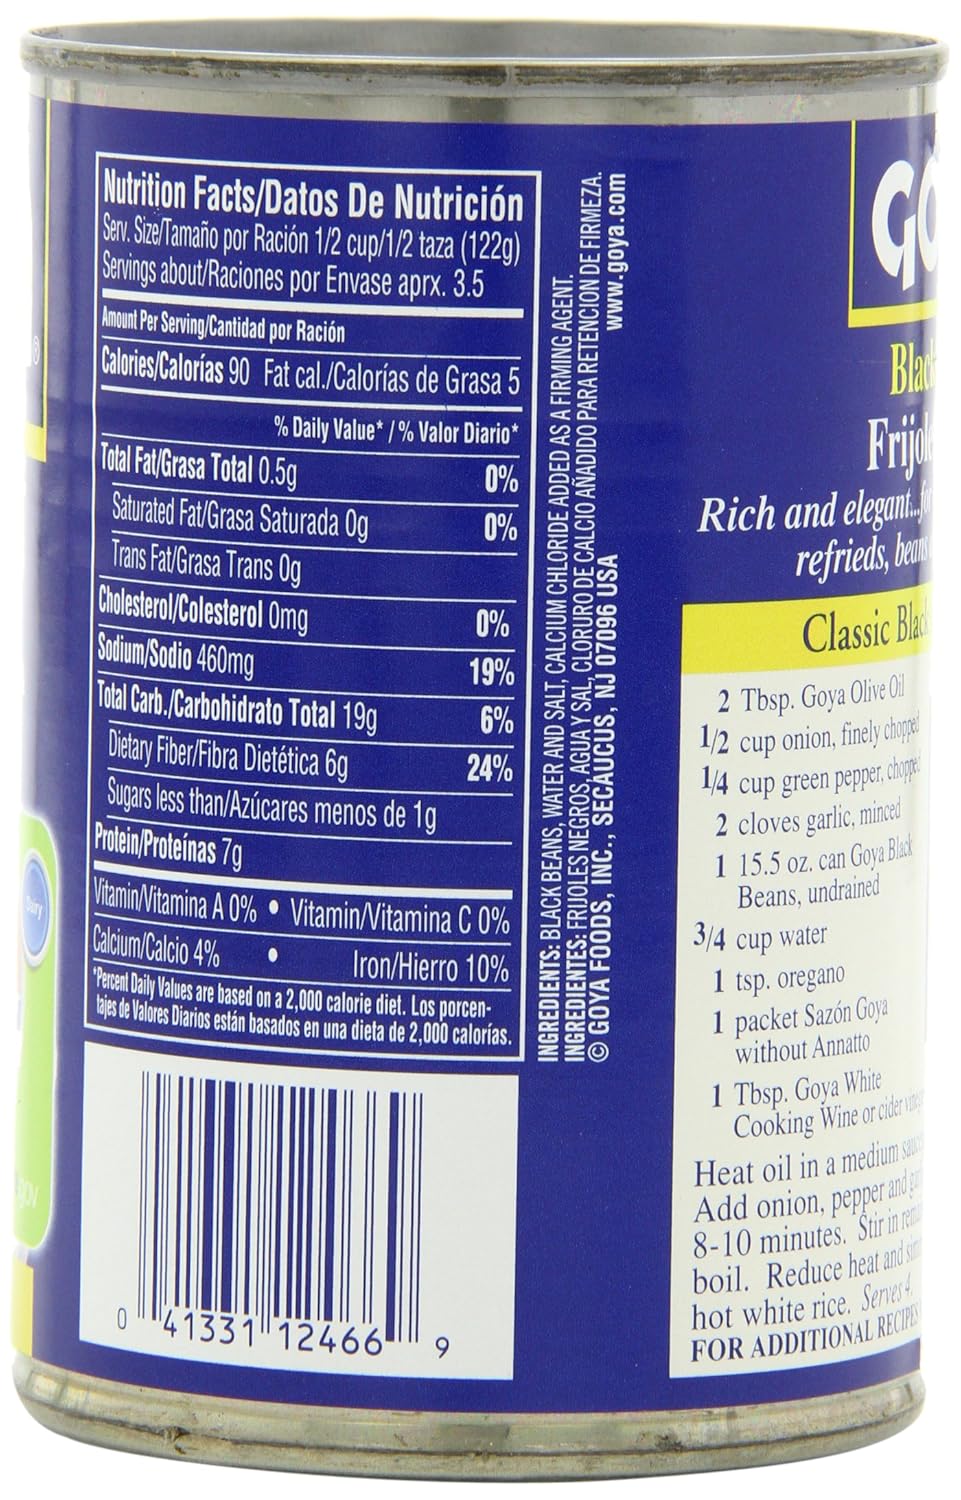 Nutrition Facts/Datos De Nutrición
Serv. Size/Tamaño por Ración 1/2 cup/1/2 taza (122g)
Servings about/Raciones por Envase aprx. 3.5
Amount Per Serving/Cantidad por Ración
Calories/Calorías 90 Fat cal./Calorías de Grasa 5
% Daily Value* / % Valor Diario*
Total Fat/Grasa Total 0.5g 0%
Saturated Fat/Grasa Saturada 0g 0%
Trans Fat/Grasa Trans 0g
Cholesterol/Colesterol 0mg 0%
Sodium/Sodio 460mg 19%
Total Carb./Carbohidrato Total 19g 6%
Dietary Fiber/Fibra Dietética 6g 24%
Sugars less than/Azúcares menos de 1g
Protein/Proteínas 7g
Vitamin/Vitamina A 0% • Vitamin/Vitamina C 0%
Calcium/Calcio 4% • Iron/Hierro 10%
*Percent Daily Values are based on a 2,000 calorie diet. Los porcen-
tajes de Valores Diarios están basados en una dieta de 2,000 calorías.
INGREDIENTS: BLACK BEANS, WATER AND SALT, CALCIUM CHLORIDE ADDED AS A FIRMING AGENT.
INGREDIENTES: FRIJOLES NEGROS, AGUA Y SAL, CLORURO DE CALCIO AÑADIDO PARA RETENCION DE FIRMEZA.
© GOYA FOODS, INC., SECAUCUS, NJ 07096 USA www.goya.com
0 41331 12466 9
®
Dairy
.gov
Rich and elegant...
refrieds, beans
Classic
2 Tbsp. Goya Olive Oil
1/2 cup onion, finely chopped
1/4 cup green pepper, chopped
2 cloves garlic, minced
1 15.5 oz. can Goya Black
Beans, undrained
3/4 cup water
1 tsp. oregano
1 packet Sazón Goya
without Annatto
1 Tbsp. Goya White
Cooking Wine or cider
Heat oil in a medium
Add onion, pepper and
8-10 minutes. Stir in
boil. Reduce heat and
hot white rice. Serves 4.
FOR ADDITIONAL RECIPES